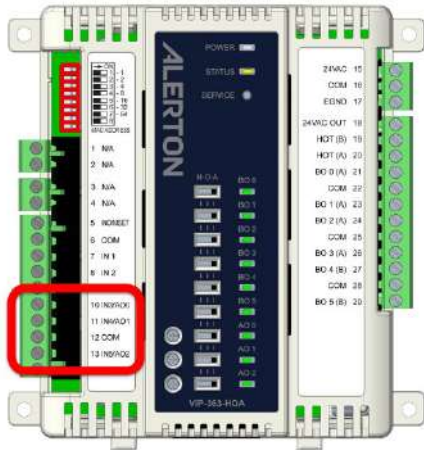 ON
1
2
4
8
16
32
64
MAC ADDRESS
1 N/A
2 N/A
3 N/A
4 N/A
5 INONSET
6 COM
7 IN 1
8 IN 2
10 IN3/AO0
11 IN4/AO1
12 COM
13 IN5/AO2
ALERTON
POWER
STATUS
SERVICE
H-O-A
BO 0
BO 1
BO 2
BO 3
BO 4
BO 5
AO 0
AO 1
AO 2
VIP-363-HOA
24VAC 15
COM 16
EGND 17
24VAC OUT 18
HOT (B) 19
HOT (A) 20
BO 0 (A) 21
COM 22
BO 1 (A) 23
BO 2 (A) 24
COM 25
BO 3 (A) 26
BO 4 (B) 27
COM 28
BO 5 (B) 29